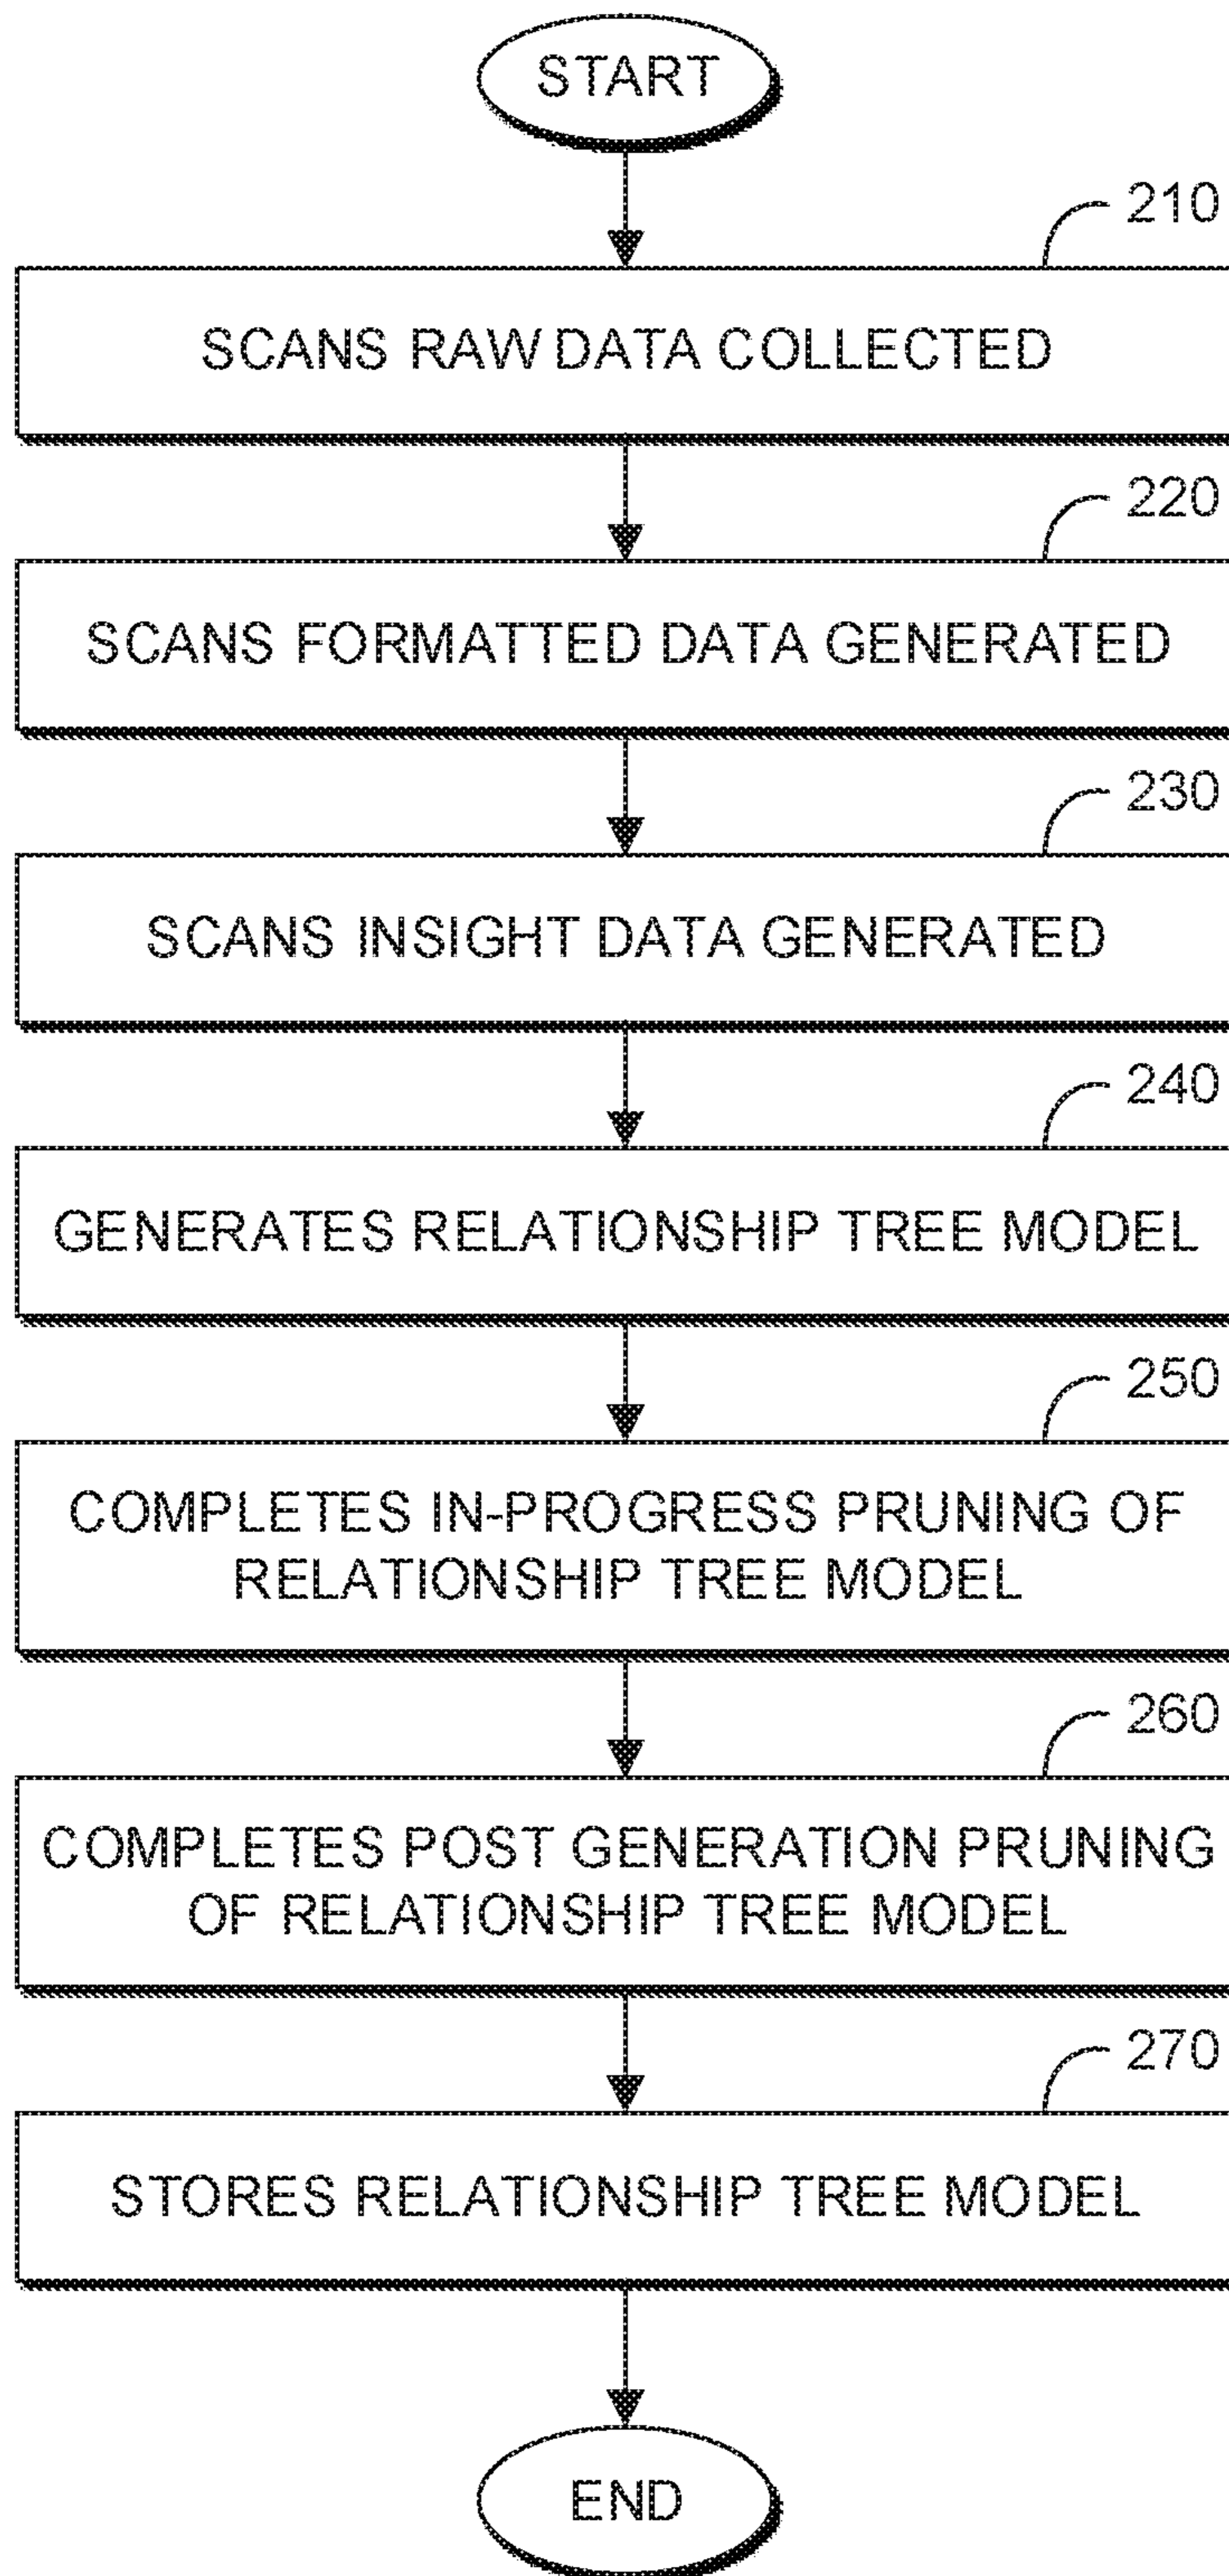 START
210
SCANS RAW DATA COLLECTED
220
SCANS FORMATTED DATA GENERATED
230
SCANS INSIGHT DATA GENERATED
240
GENERATES RELATIONSHIP TREE MODEL
250
COMPLETES IN-PROGRESS PRUNING OF
RELATIONSHIP TREE MODEL
260
COMPLETES POST GENERATION PRUNING
OF RELATIONSHIP TREE MODEL
270
STORES RELATIONSHIP TREE MODEL
END